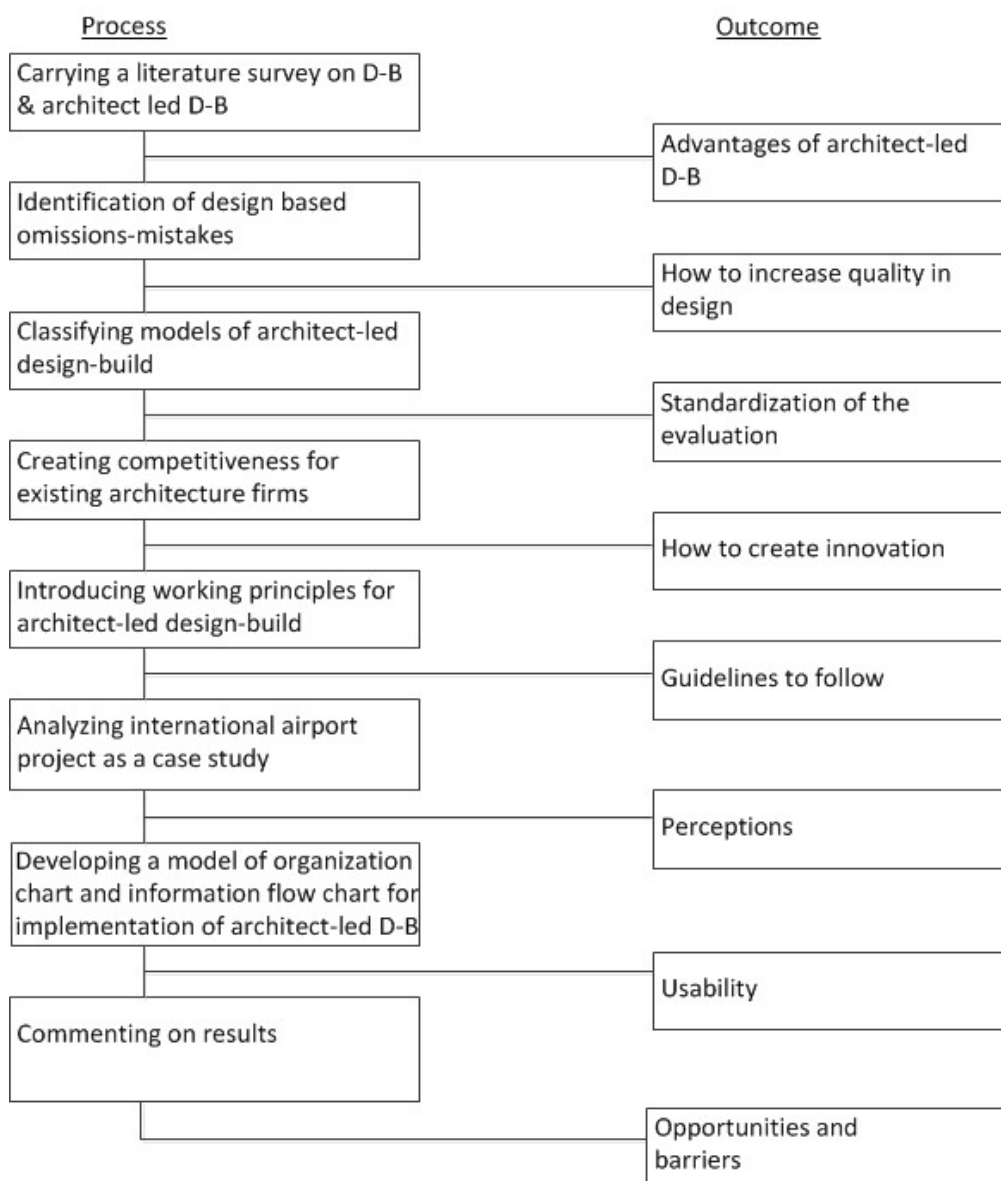 Process
Outcome
Carrying a literature survey on D-B
& architect led D-B
Advantages of architect-led
D-B
Identification of design based
omissions-mistakes
How to increase quality in
design
Classifying models of architect-led
design-build
Standardization of the
evaluation
Creating competitiveness for
existing architecture firms
How to create innovation
Introducing working principles for
architect-led design-build
Guidelines to follow
Analyzing international airport
project as a case study
Perceptions
Developing a model of organization
chart and information flow chart for
implementation of architect-led D-B
Usability
Commenting on results
Opportunities and
barriers